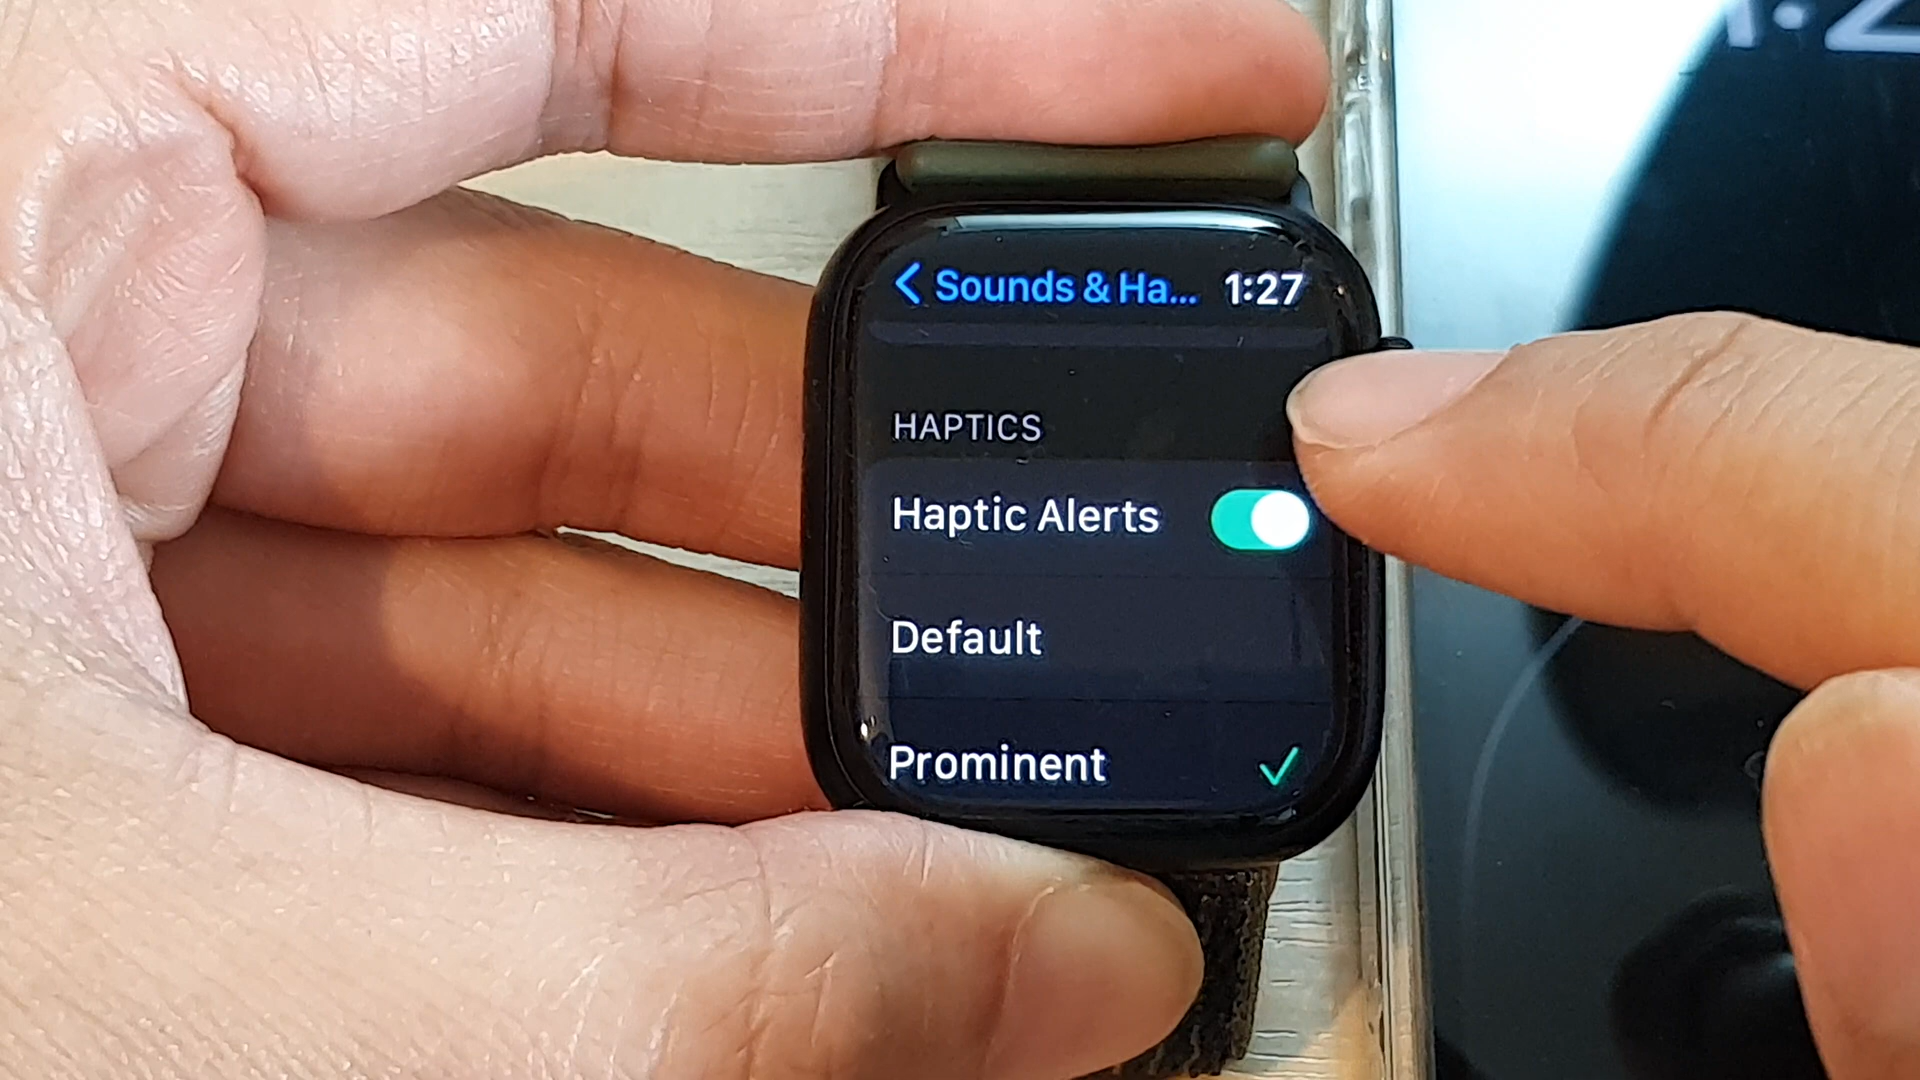 Sounds & Ha... 1:27
HAPTICS
Haptic Alerts
Default
Prominent